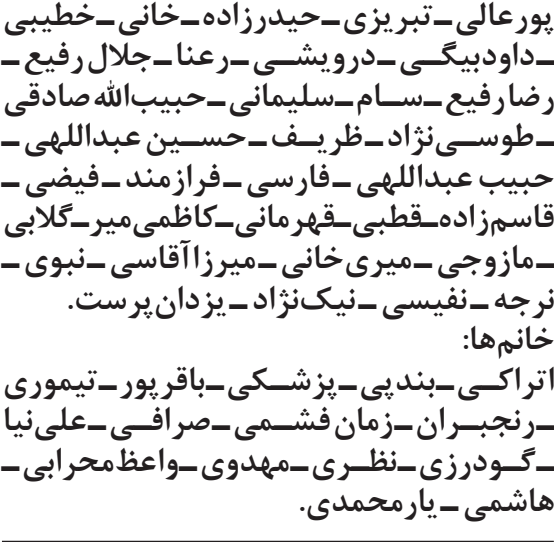 پورعالی ـ تبریزی ـ حیدرزاده ـ خانی ـ خطیبی
ـ داودبیگی ـ درویشی ـ رعنا ـ جلال رفیع ـ
رضا رفیع ـ سام ـ سلیمانی ـ حبیب‌الله صادقی
ـ طوسی‌نژاد ـ ظریف ـ حسین عبداللهی ـ
حبیب عبداللهی ـ فارسی ـ فرازمند ـ فیضی ـ
قاسم‌زاده ـ قطبی ـ قهرمانی ـ کاظمی‌میر ـ گلابی
ـ مازوجی ـ میری‌خانی ـ میرزاآقاسی ـ نبوی ـ
نرجه ـ نفیسی ـ نیک‌نژاد ـ یزدان‌پرست.
خانم‌ها:
اتراکی ـ بندپی ـ پزشکی ـ باقرپور ـ تیموری
ـ رنجبران ـ زمان فشمی ـ صرافی ـ علی‌نیا
ـ گودرزی ـ نظری ـ مهدوی ـ واعظ محرابی ـ
هاشمی ـ یارمحمدی.